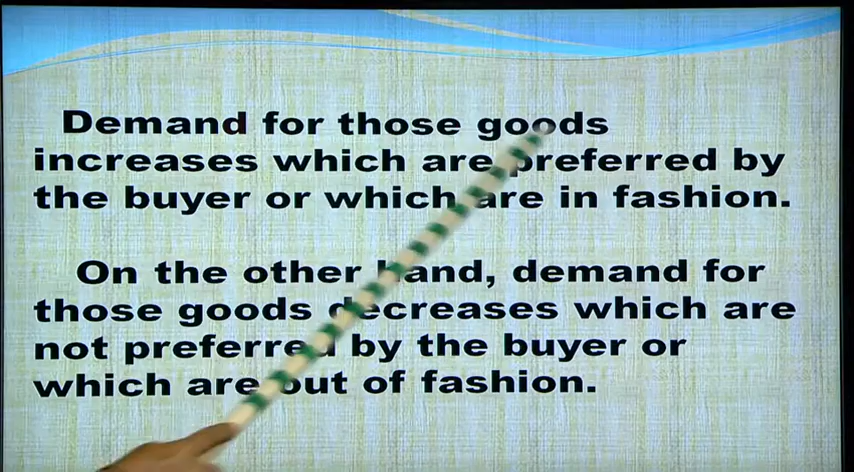 Demand for those goods
increases which are preferred by
the buyer or which are in fashion.
On the other hand, demand for
those goods decreases which are
not preferred by the buyer or
which are out of fashion.